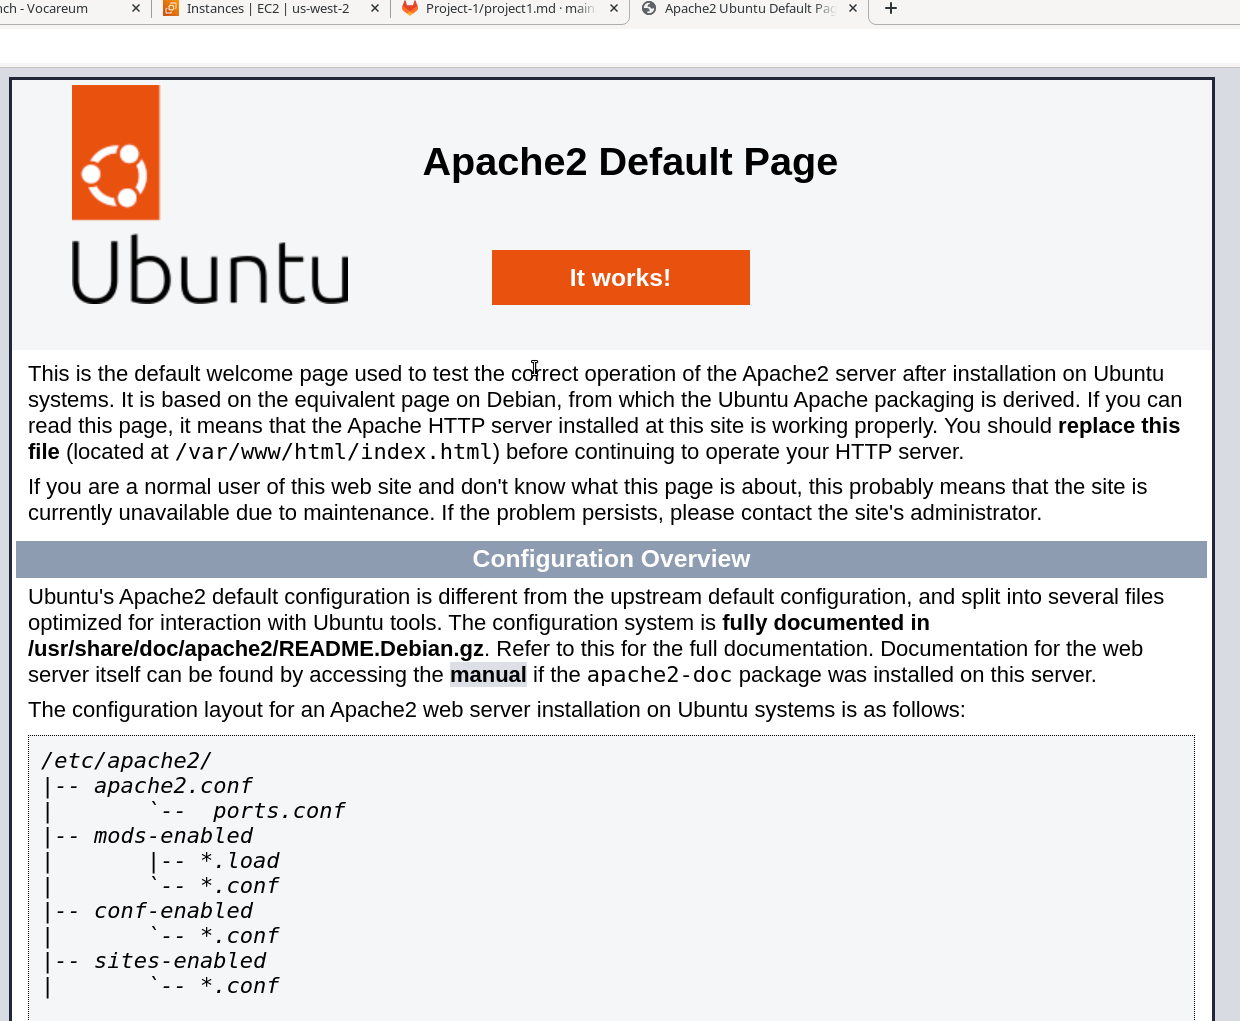 nch - Vocareum
Instances | EC2 | us-west-2
Project-1/project1.md · main
Apache2 Ubuntu Default Pag
Ubuntu
Apache2 Default Page
It works!
This is the default welcome page used to test the correct operation of the Apache2 server after installation on Ubuntu
systems. It is based on the equivalent page on Debian, from which the Ubuntu Apache packaging is derived. If you can
read this page, it means that the Apache HTTP server installed at this site is working properly. You should replace this
file (located at /var/www/html/index.html) before continuing to operate your HTTP server.
If you are a normal user of this web site and don't know what this page is about, this probably means that the site is
currently unavailable due to maintenance. If the problem persists, please contact the site's administrator.
Configuration Overview
Ubuntu's Apache2 default configuration is different from the upstream default configuration, and split into several files
optimized for interaction with Ubuntu tools. The configuration system is fully documented in
/usr/share/doc/apache2/README.Debian.gz. Refer to this for the full documentation. Documentation for the web
server itself can be found by accessing the manual if the apache2-doc package was installed on this server.
The configuration layout for an Apache2 web server installation on Ubuntu systems is as follows:
/etc/apache2/
|-- apache2.conf
|       `--  ports.conf
|-- mods-enabled
|       |-- *.load
|       `-- *.conf
|-- conf-enabled
|       `-- *.conf
|-- sites-enabled
|       `-- *.conf